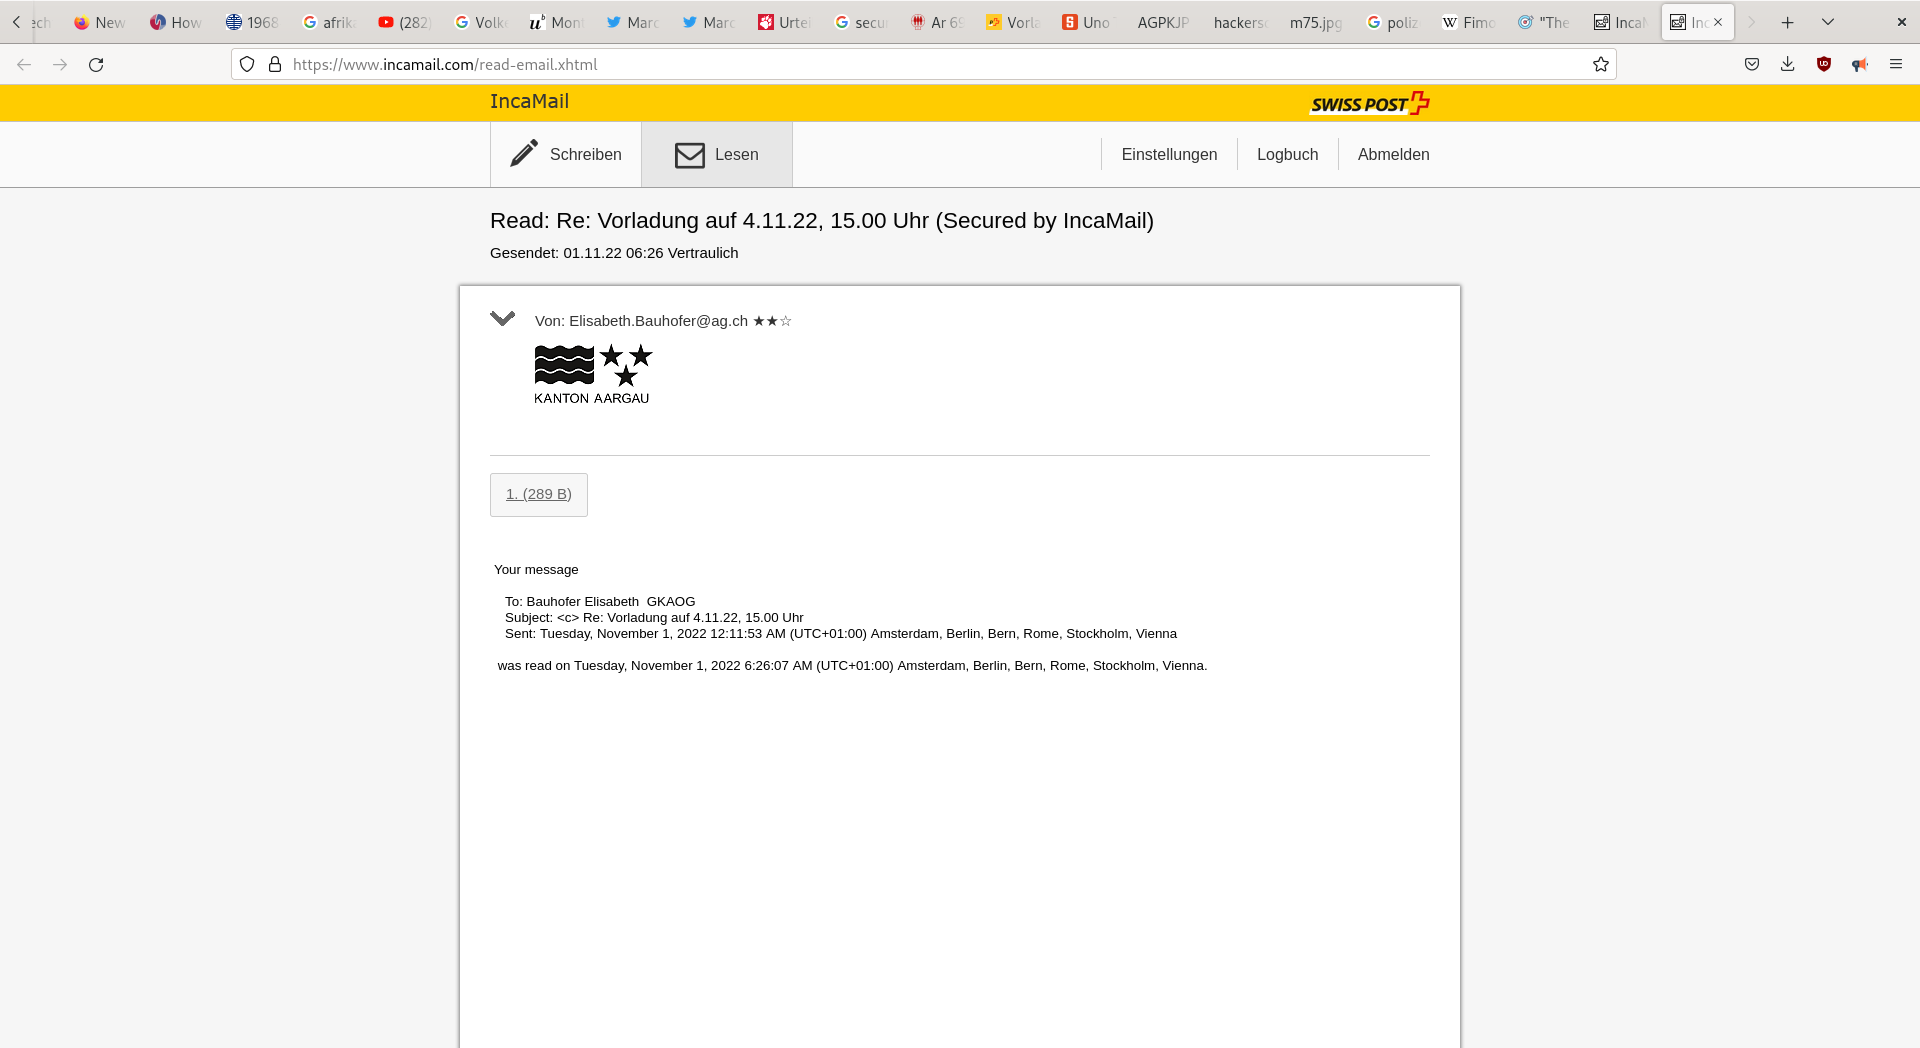 ech New How 1968 afrik (282) Volke Mont Marc Marc Urtei secu Ar 69 Vorla Uno AGPKJP hackers m75.jpg poliz Fimo "The IncaM Inc
https://www.incamail.com/read-email.xhtml
IncaMail SWISS POST
Schreiben Lesen Einstellungen Logbuch Abmelden
Read: Re: Vorladung auf 4.11.22, 15.00 Uhr (Secured by IncaMail)
Gesendet: 01.11.22 06:26 Vertraulich
Von: Elisabeth.Bauhofer@ag.ch ★★☆
KANTON AARGAU
1. (289 B)
Your message
To: Bauhofer Elisabeth  GKAOG
Subject: <c> Re: Vorladung auf 4.11.22, 15.00 Uhr
Sent: Tuesday, November 1, 2022 12:11:53 AM (UTC+01:00) Amsterdam, Berlin, Bern, Rome, Stockholm, Vienna
was read on Tuesday, November 1, 2022 6:26:07 AM (UTC+01:00) Amsterdam, Berlin, Bern, Rome, Stockholm, Vienna.